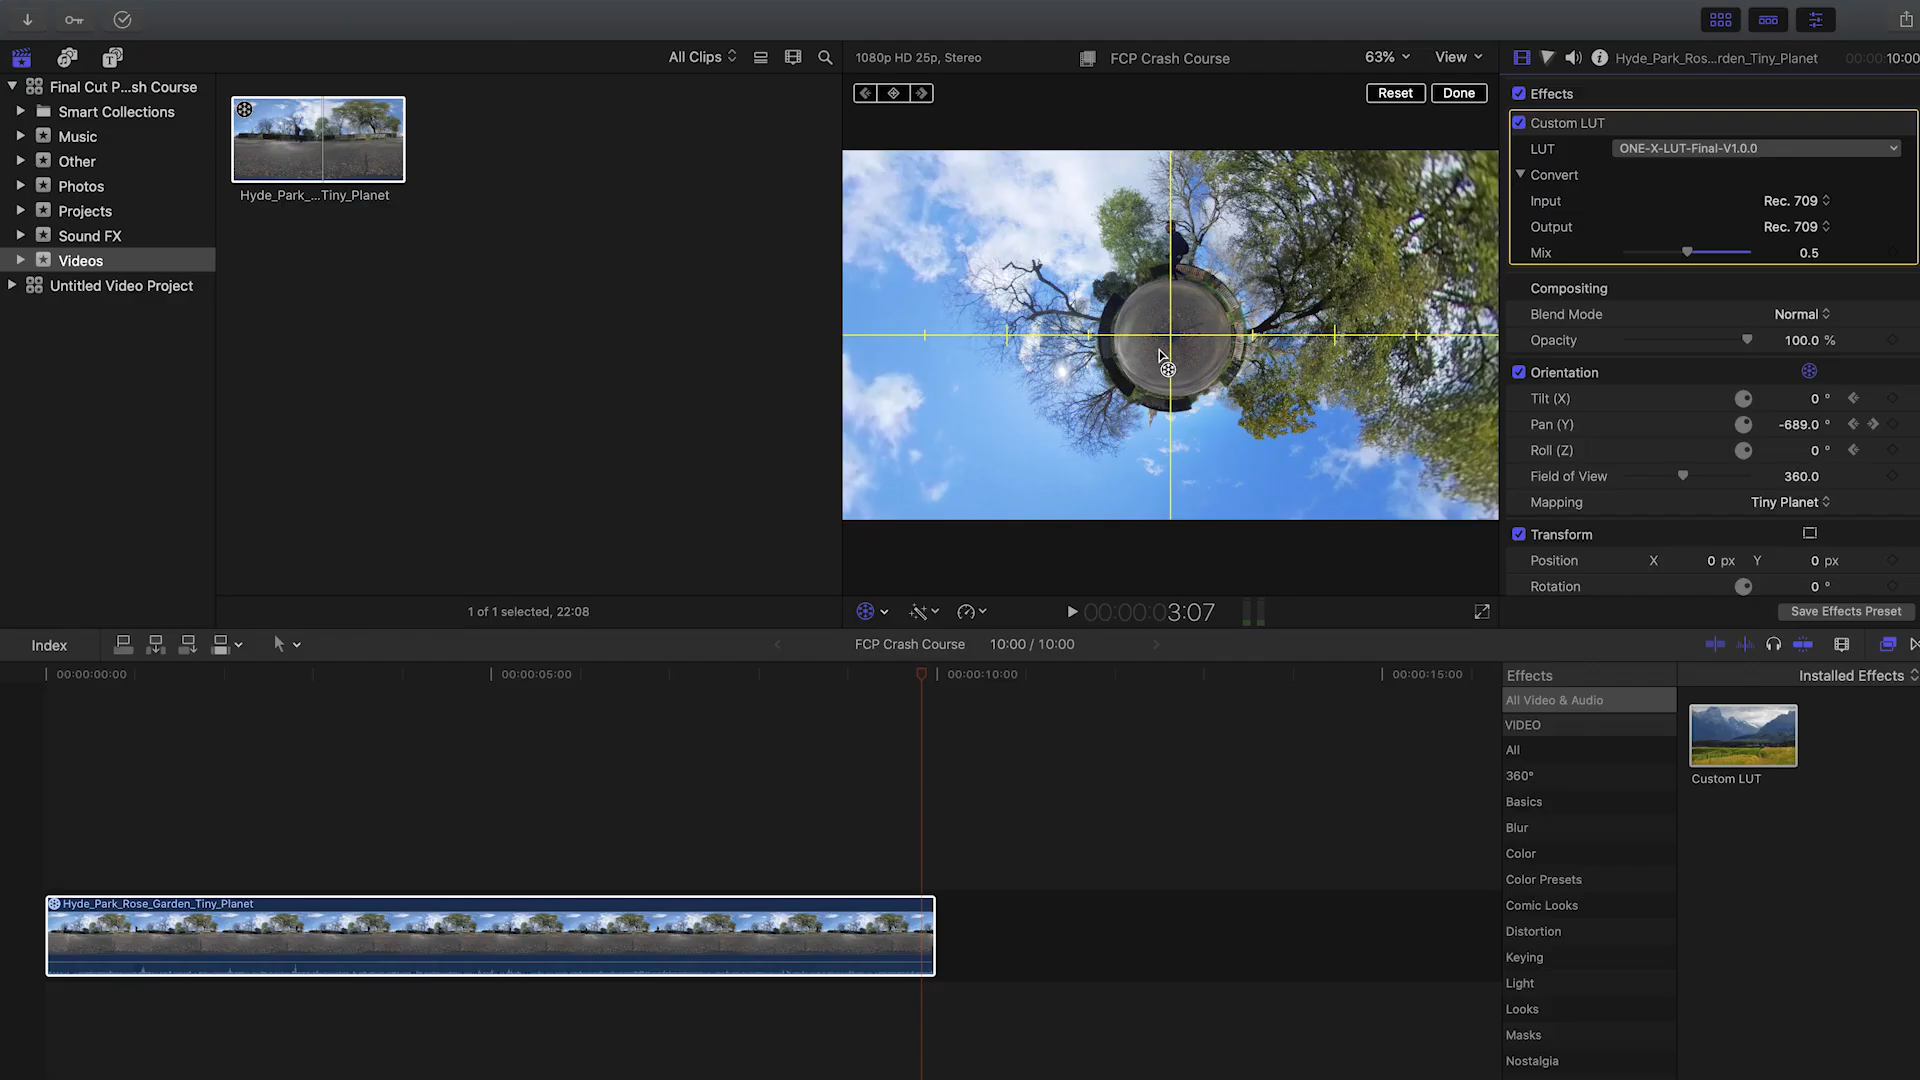 All Clips
1080p HD 25p, Stereo
FCP Crash Course
63%
View
Hyde_Park_Ros...rden_Tiny_Planet
00:00:10:00
Final Cut P...sh Course
Smart Collections
Music
Other
Photos
Projects
Sound FX
Videos
Untitled Video Project
Hyde_Park_...Tiny_Planet
1 of 1 selected, 22:08
Reset
Done
00:00:03:07
Effects
Custom LUT
LUT
ONE-X-LUT-Final-V1.0.0
Convert
Input
Rec. 709
Output
Rec. 709
Mix
0.5
Compositing
Blend Mode
Normal
Opacity
100.0 %
Orientation
Tilt (X)
0 °
Pan (Y)
-689.0 °
Roll (Z)
0 °
Field of View
360.0
Mapping
Tiny Planet
Transform
Position
X
0 px
Y
0 px
Rotation
0 °
Save Effects Preset
Index
FCP Crash Course
10:00 / 10:00
00:00:00:00
00:00:05:00
00:00:10:00
00:00:15:00
Hyde_Park_Rose_Garden_Tiny_Planet
Effects
Installed Effects
All Video & Audio
VIDEO
All
360°
Basics
Blur
Color
Color Presets
Comic Looks
Distortion
Keying
Light
Looks
Masks
Nostalgia
Custom LUT